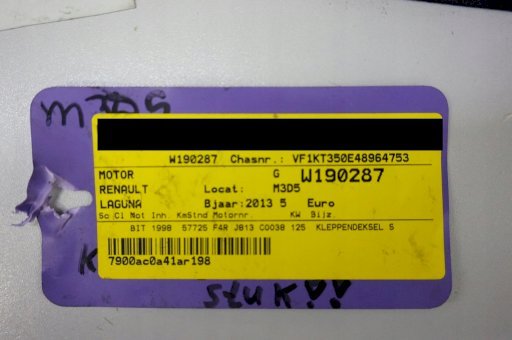 M3D5
W190287 Chasnr.: VF1KT350E48964753
MOTOR G W190287
RENAULT Locat: M3D5
LAGUNA Bjaar:2013 5 Euro
So Cl Mot Inh. KmStnd Motornr. KW Bijz.
BIT 1998 57725 F4R J813 C0038 125 KLEPPENDEKSEL S
7900ac0a41ar198
stuk!!